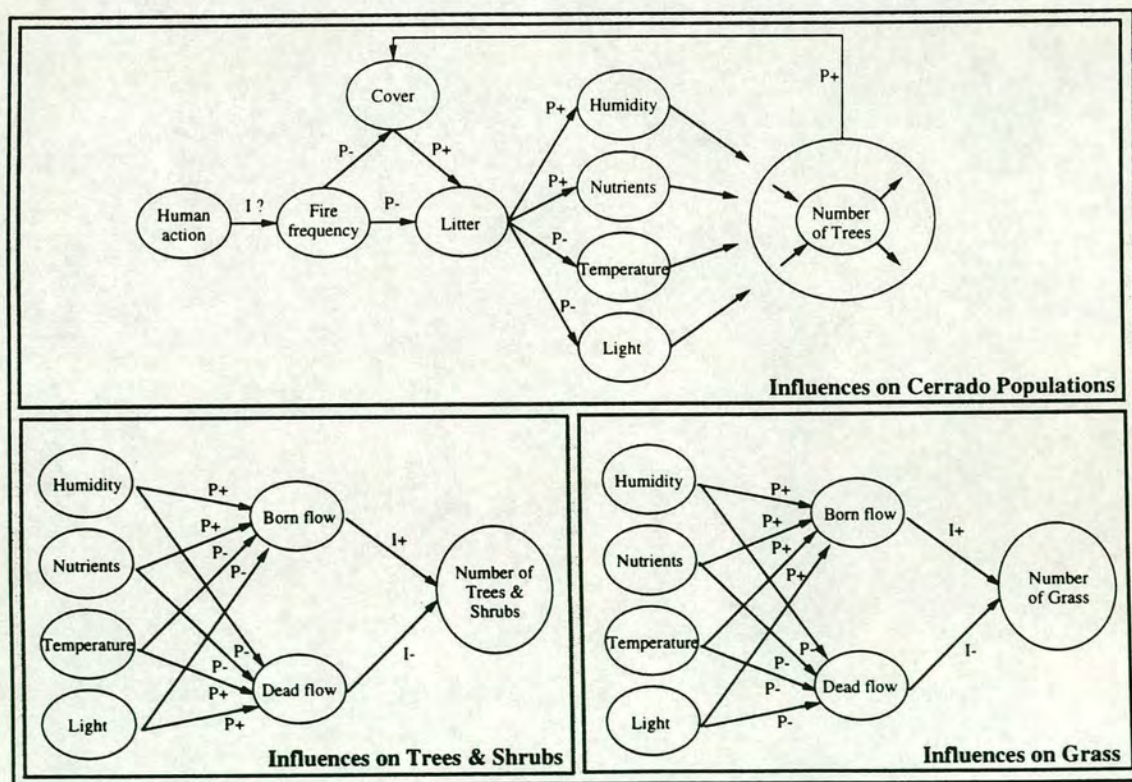 P+
Cover
P+
Humidity
P-
P+
P+
Nutrients
Human
action
I ?
Fire
frequency
P-
Litter
Number
of Trees
P-
Temperature
P-
Light
Influences on Cerrado Populations
Humidity
P+
Born flow
P+
I+
P-
Nutrients
P-
Number of
Trees &
Shrubs
Temperature
P-
I-
P-
P+
Dead flow
Light
P+
Influences on Trees & Shrubs
Humidity
P+
Born flow
P+
I+
P+
Nutrients
P+
Number
of Grass
Temperature
P-
I-
P-
P-
Dead flow
Light
P-
Influences on Grass